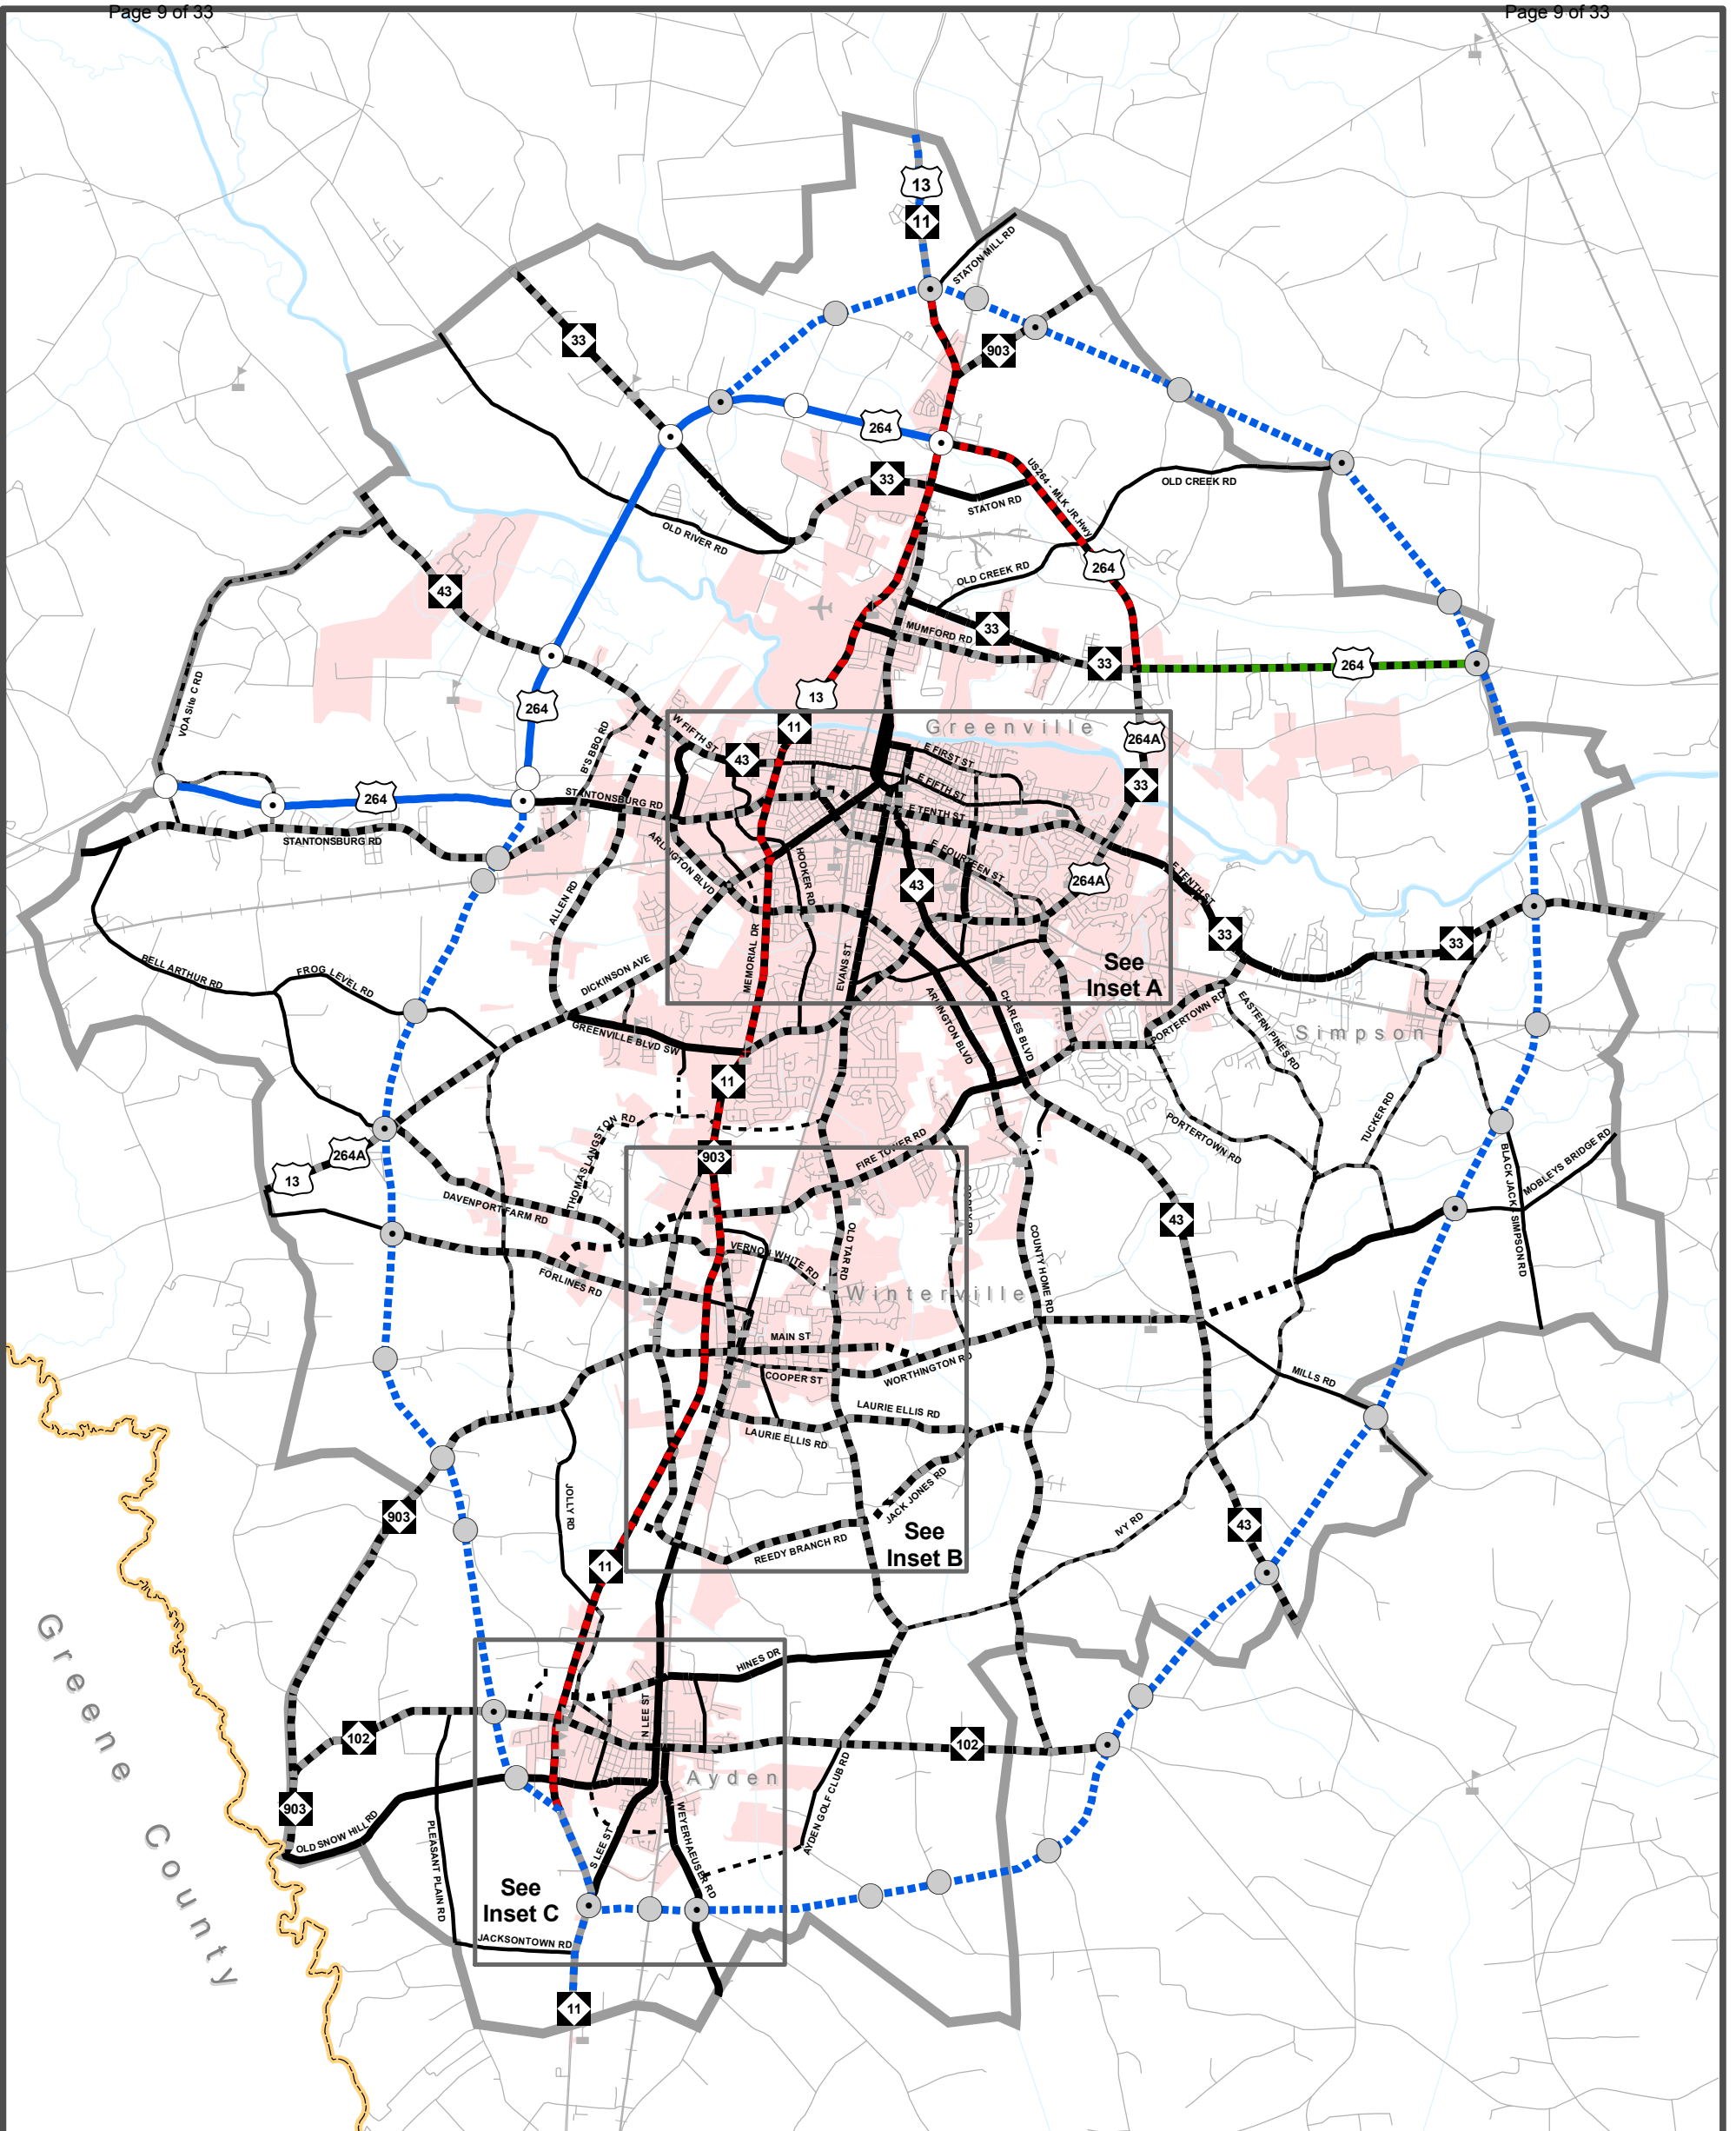 Page 9 of 33
Page 9 of 33
13
11
STATON MILL RD
33
903
264
33
STATON RD
US264 - MLK JR.Hwy
OLD CREEK RD
OLD RIVER RD
264
OLD CREEK RD
43
MUMFORD RD
33
33
264
VOA Site C RD
13
264
11
Greenville
264A
W FIFTH ST
B'S BBQ RD
43
E FIRST ST
33
264
STANTONSBURG RD
E FIFTH ST
E TENTH ST
STANTONSBURG RD
ARLINGTON BLVD
HOOKER RD
E FOURTEEN ST
264A
E TENTH ST
43
ALLEN RD
33
33
BELL ARTHUR RD
FROG LEVEL RD
DICKINSON AVE
MEMORIAL DR
EVANS ST
See
Inset A
GREENVILLE BLVD SW
ARLINGTON BLVD
CHARLES BLVD
PORTERTOWN RD
EASTERN PINES RD
Simpson
11
THOMAS LANGSTON RD
TUCKER RD
PORTERTOWN RD
264A
903
FIRE TOWER RD
BLACK JACK SIMPSON RD
MOBLEYS BRIDGE RD
13
DAVENPORT FARM RD
43
VERNON WHITE RD
OLD TAR RD
COUNTY HOME RD
FORLINES RD
Winterville
MAIN ST
COOPER ST
WORTHINGTON RD
MILLS RD
LAURIE ELLIS RD
LAURIE ELLIS RD
JOLLY RD
JACK JONES RD
903
REEDY BRANCH RD
See
Inset B
IVY RD
43
11
Greene County
HINES DR
N LEE ST
102
102
Ayden
903
OLD SNOW HILL RD
PLEASANT PLAIN RD
S LEE ST
WEYERHAEUSER RD
AYDEN GOLF CLUB RD
See
Inset C
JACKSONTOWN RD
11